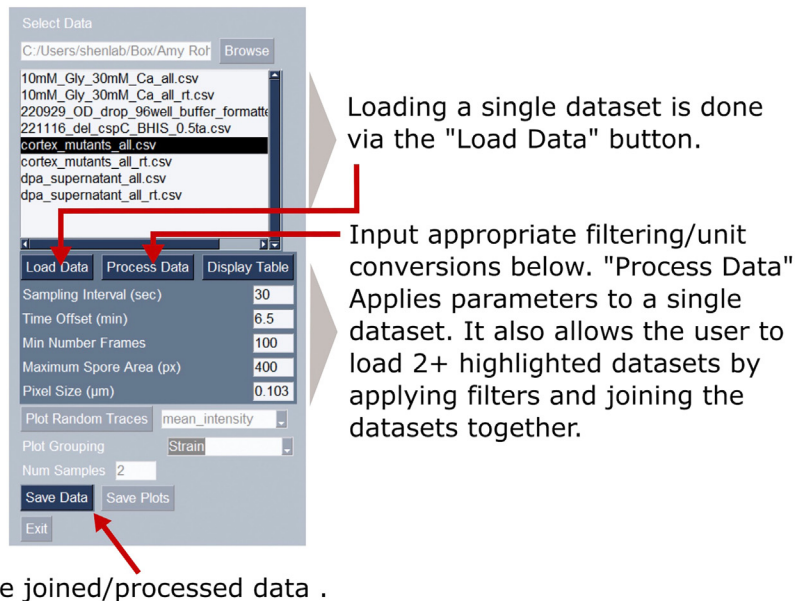 Select Data
C:/Users/shenlab/Box/Amy Roh Browse
10mM_Gly_30mM_Ca_all.csv
10mM_Gly_30mM_Ca_all_rt.csv
220929_OD_drop_96well_buffer_formatte
221116_del_cspC_BHIS_0.5ta.csv
cortex_mutants_all.csv
cortex_mutants_all_rt.csv
dpa_supernatant_all.csv
dpa_supernatant_all_rt.csv
Loading a single dataset is done
via the "Load Data" button.
Load Data Process Data Display Table
Sampling Interval (sec) 30
Time Offset (min) 6.5
Min Number Frames 100
Maximum Spore Area (px) 400
Pixel Size (µm) 0.103
Input appropriate filtering/unit
conversions below. "Process Data"
Applies parameters to a single
dataset. It also allows the user to
load 2+ highlighted datasets by
applying filters and joining the
datasets together.
Plot Random Traces mean_intensity
Plot Grouping Strain
Num Samples 2
Save Data Save Plots
Exit
e joined/processed data .